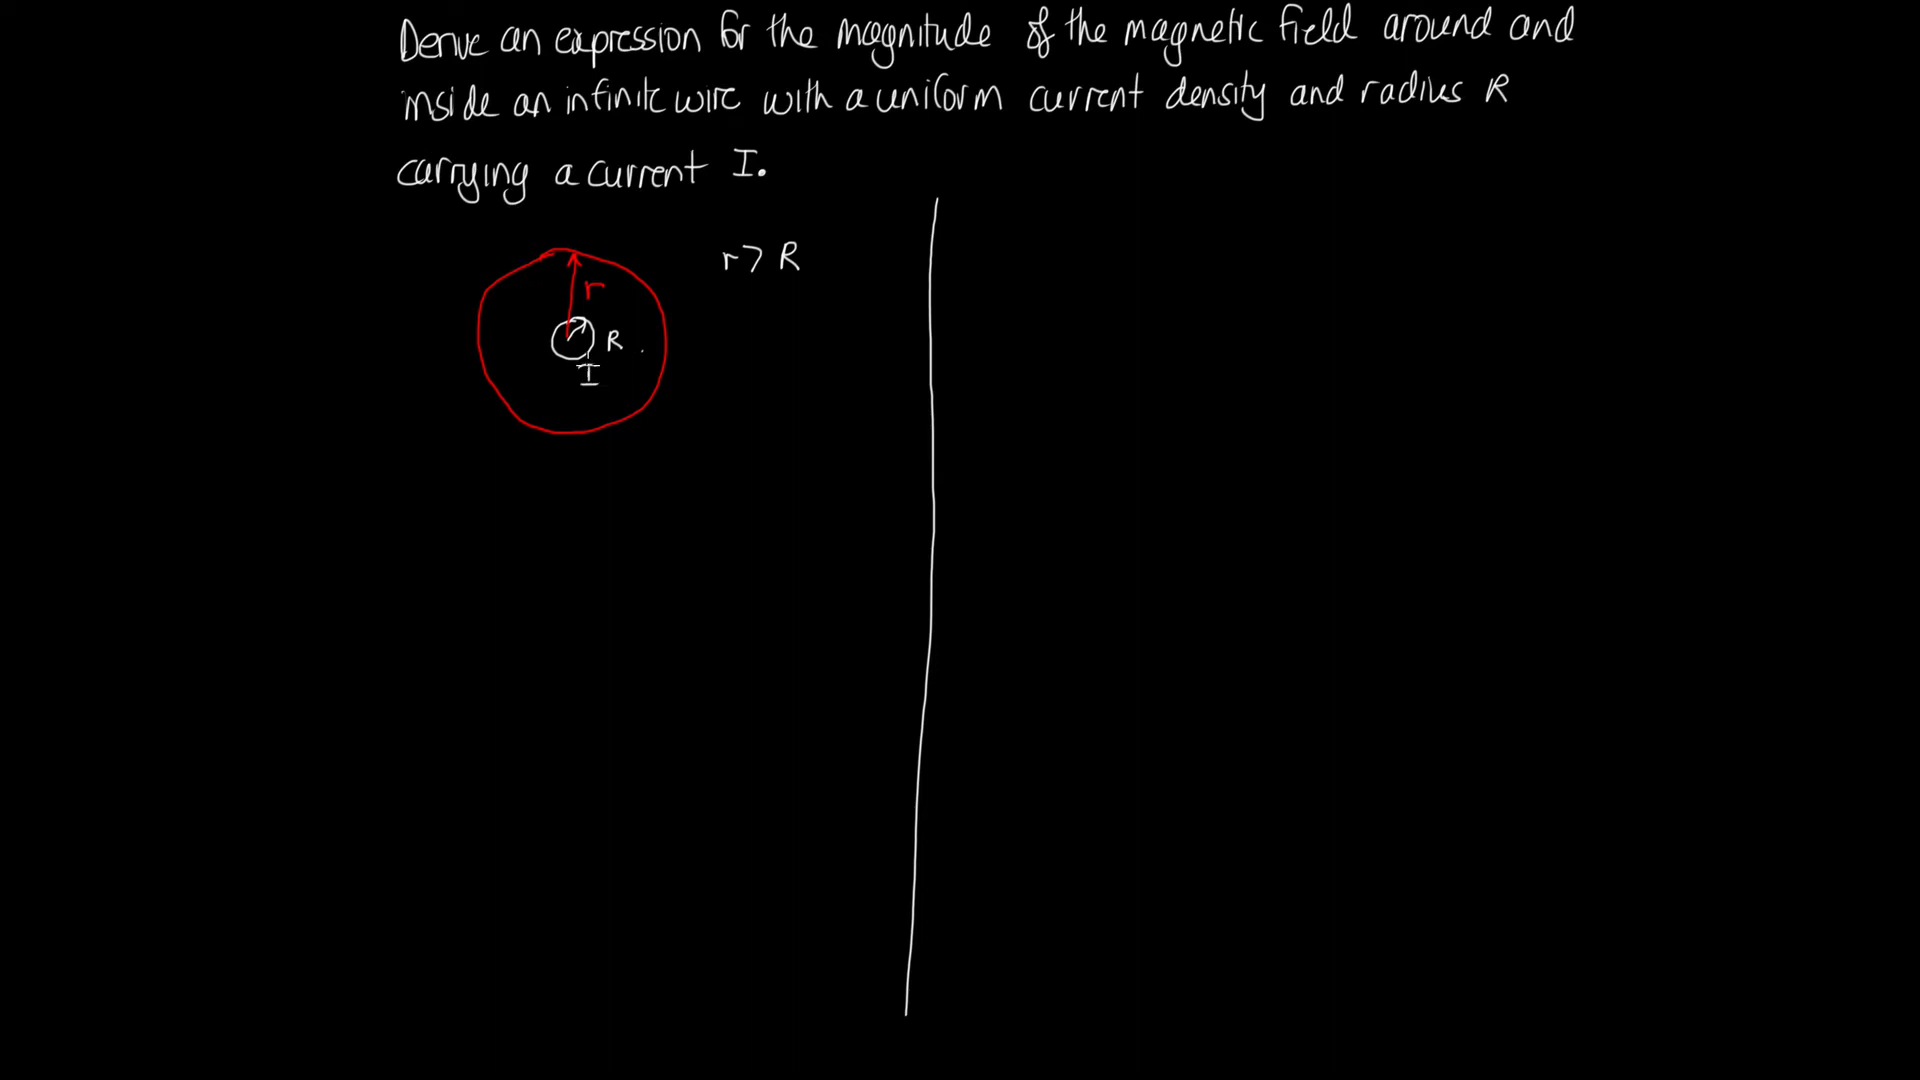 Derive an expression for the magnitude of the magnetic field around and
inside an infinite wire with a uniform current density and radius R
carrying a current I.
r > R
r
R
I